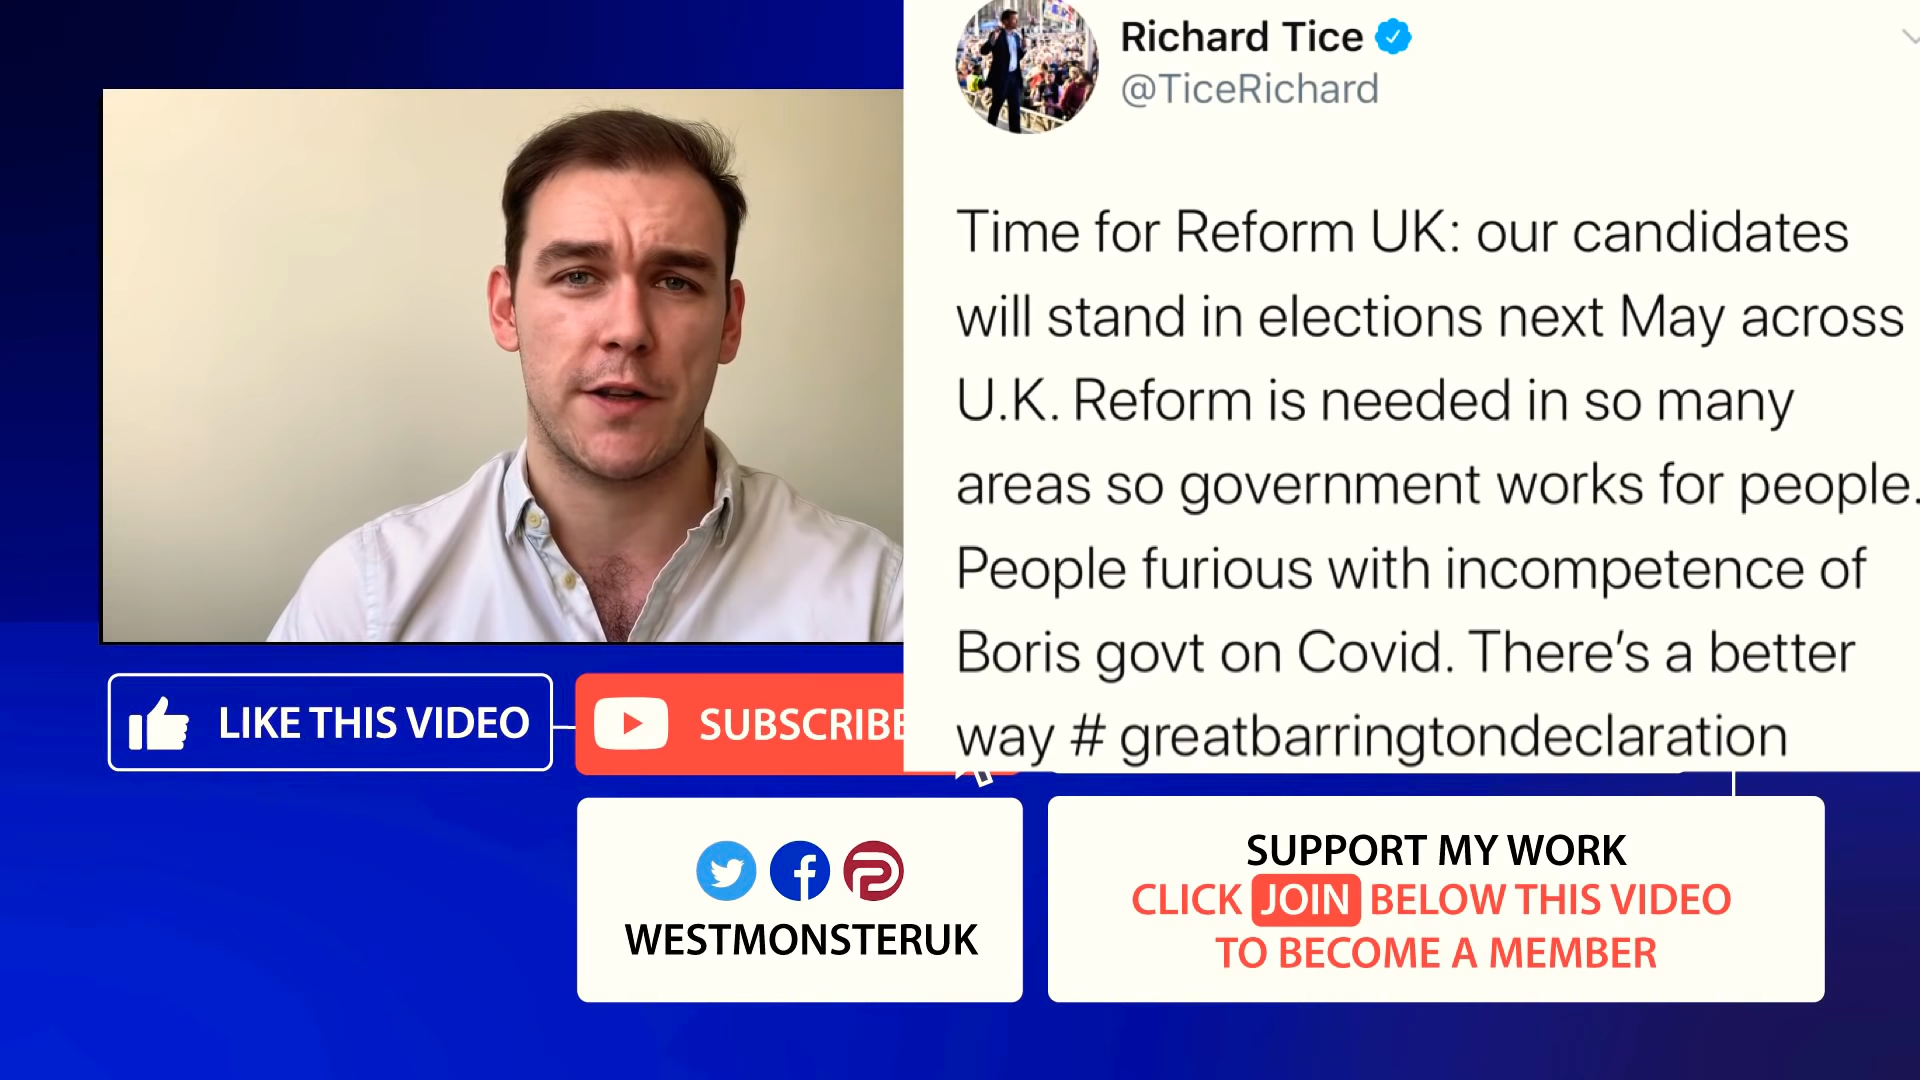 Richard Tice
@TiceRichard
Time for Reform UK: our candidates
will stand in elections next May across
U.K. Reform is needed in so many
areas so government works for people.
People furious with incompetence of
Boris govt on Covid. There's a better
way # greatbarringtondeclaration
LIKE THIS VIDEO
SUBSCRIBE
WESTMONSTERUK
SUPPORT MY WORK
CLICK JOIN BELOW THIS VIDEO
TO BECOME A MEMBER